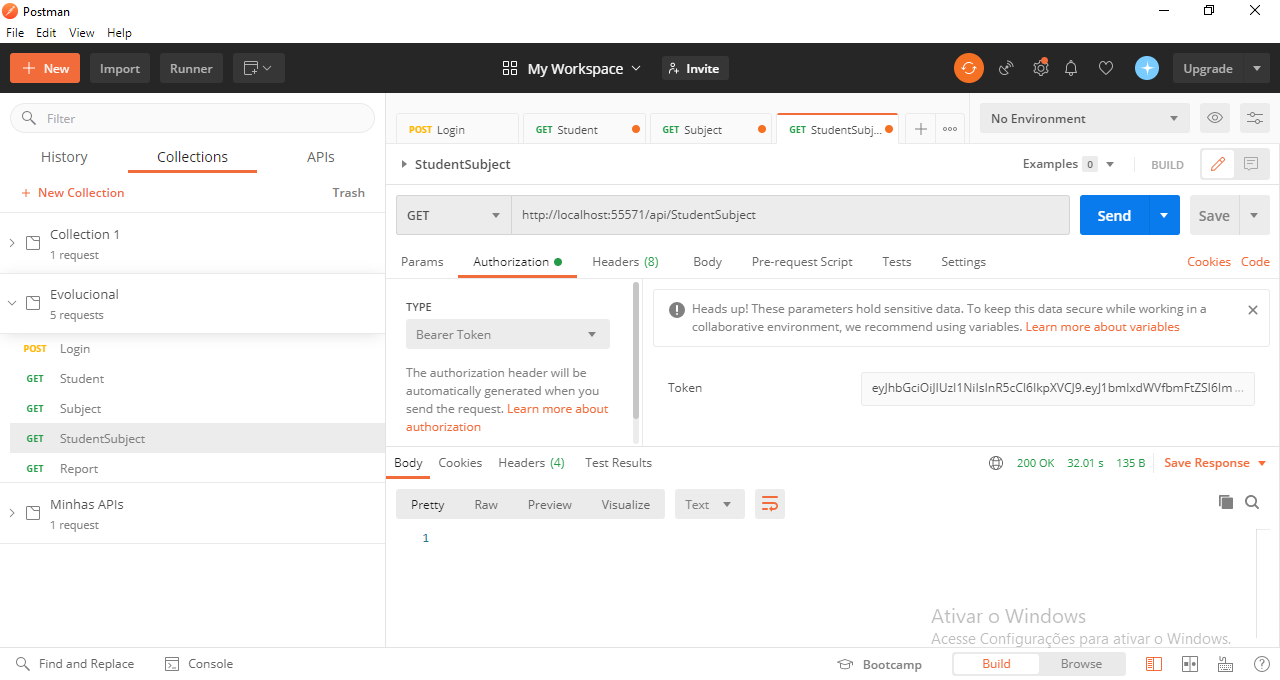 Postman
File Edit View Help
New Import Runner My Workspace Invite Upgrade
Filter
History Collections APIs
New Collection Trash
Collection 1
1 request
Evolucional
5 requests
POST Login
GET Student
GET Subject
GET StudentSubject
GET Report
Minhas APIs
1 request
POST Login GET Student GET Subject GET StudentSubj... No Environment
StudentSubject Examples 0 BUILD
GET http://localhost:55571/api/StudentSubject Send Save
Params Authorization Headers (8) Body Pre-request Script Tests Settings Cookies Code
TYPE
Bearer Token
The authorization header will be
automatically generated when you
send the request. Learn more about
authorization
Heads up! These parameters hold sensitive data. To keep this data secure while working in a
collaborative environment, we recommend using variables. Learn more about variables
Token eyJhbGciOiJIUzI1NiIsInR5cCI6IkpXVCJ9.eyJ1bmlxdWVfbmFtZSI6Im ...
Body Cookies Headers (4) Test Results 200 OK 32.01 s 135 B Save Response
Pretty Raw Preview Visualize Text
1
Ativar o Windows
Acesse Configurações para ativar o Windows.
Find and Replace Console Bootcamp Build Browse